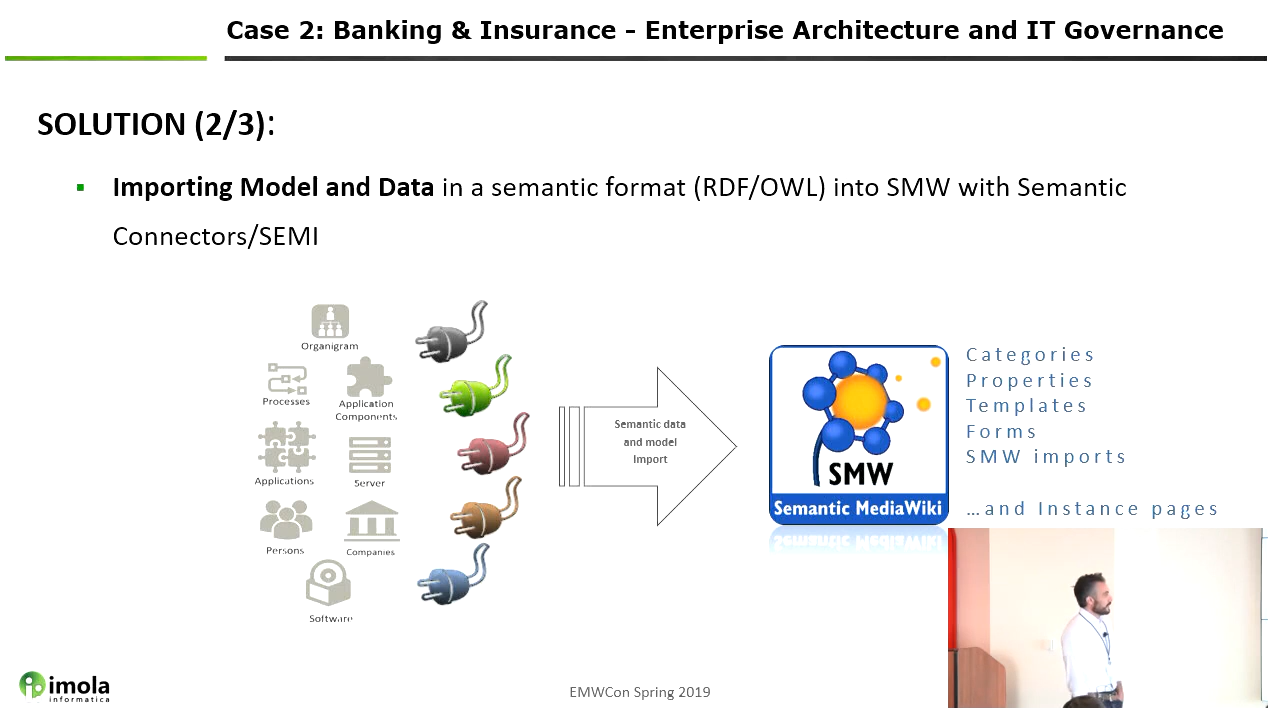 Case 2: Banking & Insurance - Enterprise Architecture and IT Governance
SOLUTION (2/3):
Importing Model and Data in a semantic format (RDF/OWL) into SMW with Semantic
Connectors/SEMI
Organigram
Processes
Application
Components
Applications
Server
Persons
Companies
Software
Semantic data
and model
Import
SMW
Semantic MediaWiki
Categories
Properties
Templates
Forms
SMW imports
…and Instance pages
imola
informatica
EMWCon Spring 2019